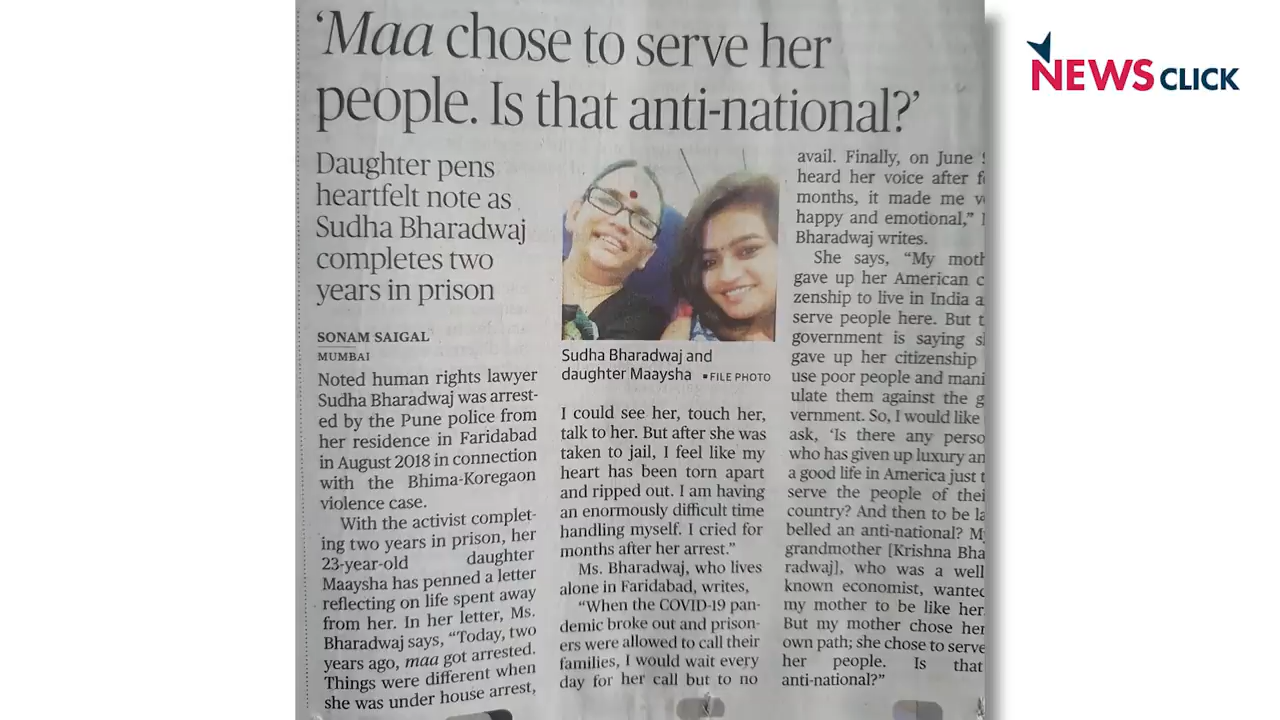 'Maa chose to serve her
people. Is that anti-national?'
Daughter pens
heartfelt note as
Sudha Bharadwaj
completes two
years in prison
SONAM SAIGAL
MUMBAI
Noted human rights lawyer
Sudha Bharadwaj was arrest-
ed by the Pune police from
her residence in Faridabad
in August 2018 in connection
with the Bhima-Koregaon
violence case.
With the activist complet-
ing two years in prison, her
23-year-old daughter
Maaysha has penned a letter
reflecting on life spent away
from her. In her letter, Ms.
Bharadwaj says, "Today, two
years ago, maa got arrested.
Things were different when
she was under house arrest,
Sudha Bharadwaj and
daughter Maaysha ▪FILE PHOTO
I could see her, touch her,
talk to her. But after she was
taken to jail, I feel like my
heart has been torn apart
and ripped out. I am having
an enormously difficult time
handling myself. I cried for
months after her arrest."
Ms. Bharadwaj, who lives
alone in Faridabad, writes,
"When the COVID-19 pan-
demic broke out and prison-
ers were allowed to call their
families, I would wait every
day for her call but to no
avail. Finally, on June
heard her voice after
months, it made me
happy and emotional,"
Bharadwaj writes.
She says, "My moth
gave up her American c
zenship to live in India a
serve people here. But t
government is saying s
gave up her citizenship
use poor people and mani
ulate them against the g
vernment. So, I would like
ask, 'Is there any perso
who has given up luxury an
a good life in America just t
serve the people of thei
country? And then to be la
belled an anti-national? M
grandmother [Krishna Bha
radwaj], who was a well
known economist, wanted
my mother to be like her
But my mother chose her
own path; she chose to serve
her people. Is that
anti-national?"
NEWS CLICK